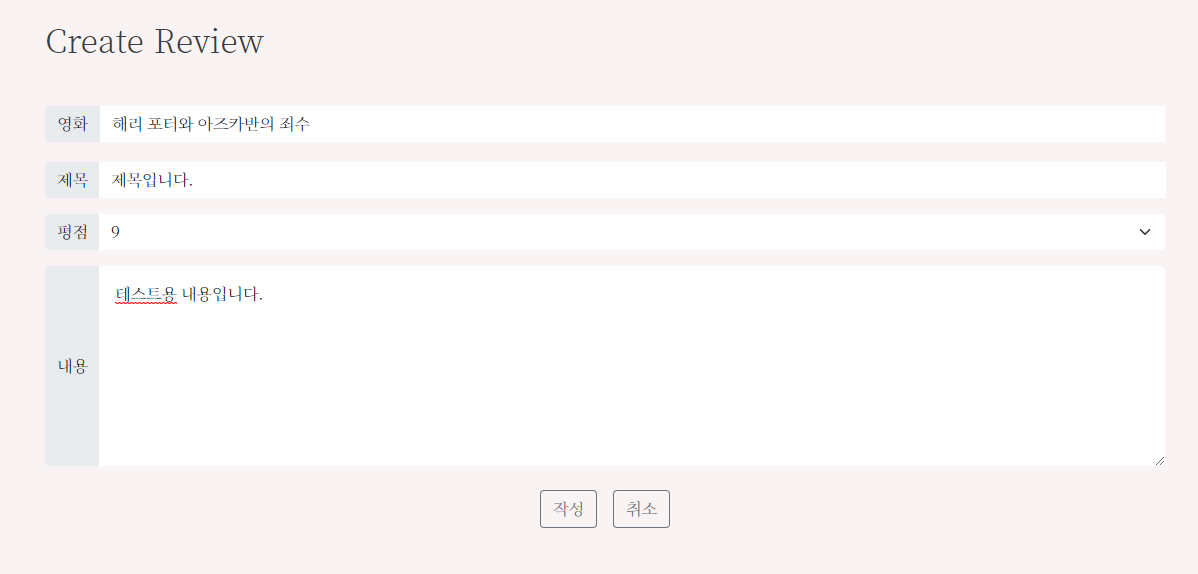 Create Review
영화 해리 포터와 아즈카반의 죄수
제목 제목입니다.
평점 9
내용 테스트용 내용입니다.
작성 취소